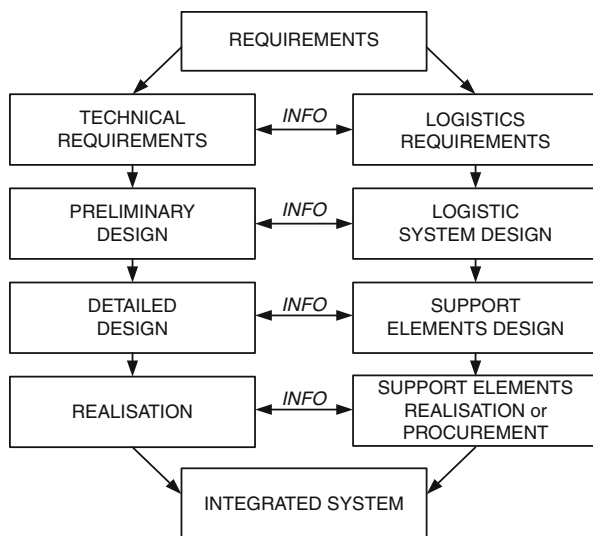 REQUIREMENTS
TECHNICAL
REQUIREMENTS
INFO
LOGISTICS
REQUIREMENTS
PRELIMINARY
DESIGN
INFO
LOGISTIC
SYSTEM DESIGN
DETAILED
DESIGN
INFO
SUPPORT
ELEMENTS DESIGN
REALISATION
INFO
SUPPORT ELEMENTS
REALISATION or
PROCUREMENT
INTEGRATED SYSTEM